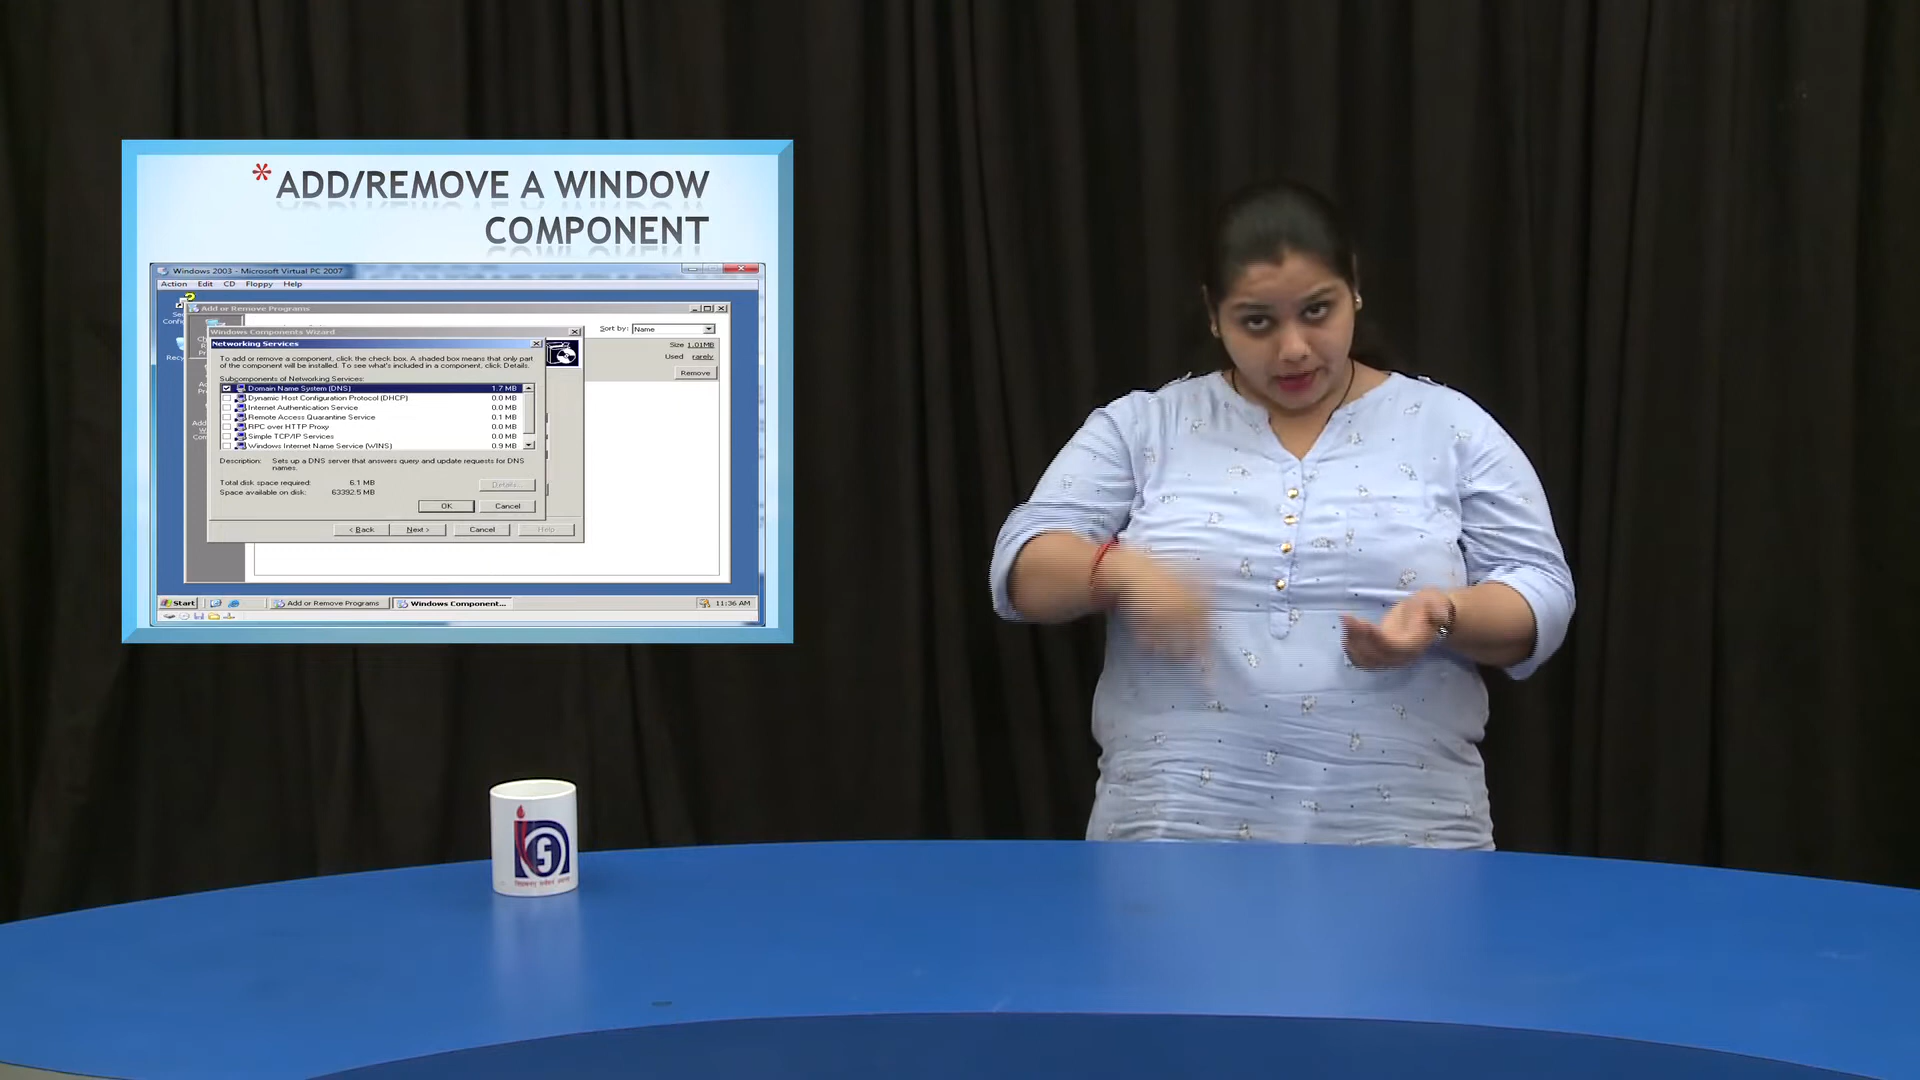 * ADD/REMOVE A WINDOW
COMPONENT
Windows 2003 - Microsoft Virtual PC 2007
Action Edit CD Floppy Help
Add or Remove Programs
Windows Components Wizard
Sort by: Name
Networking Services
Size 1.01MB
Used rarely
Remove
To add or remove a component, click the check box. A shaded box means that only part
of the component will be installed. To see what's included in a component, click Details.
Subcomponents of Networking Services:
Domain Name System (DNS) 1.7 MB
Dynamic Host Configuration Protocol (DHCP) 0.0 MB
Internet Authentication Service 0.0 MB
Remote Access Quarantine Service 0.1 MB
RPC over HTTP Proxy 0.0 MB
Simple TCP/IP Services 0.0 MB
Windows Internet Name Service (WINS) 0.9 MB
Description: Sets up a DNS server that answers query and update requests for DNS
names.
Total disk space required: 6.1 MB
Space available on disk: 63392.5 MB
Details...
OK Cancel
< Back Next > Cancel Help
Start Add or Remove Programs Windows Component... 11:36 AM